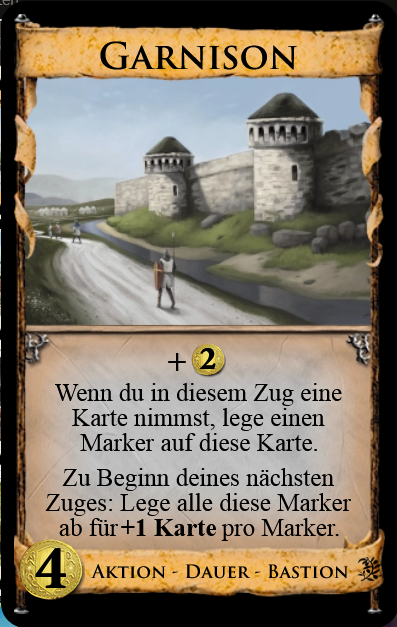 GARNISON
+2
Wenn du in diesem Zug eine
Karte nimmst, lege einen
Marker auf diese Karte.
Zu Beginn deines nächsten
Zuges: Lege alle diese Marker
ab für +1 Karte pro Marker.
4 AKTION - DAUER - BASTION